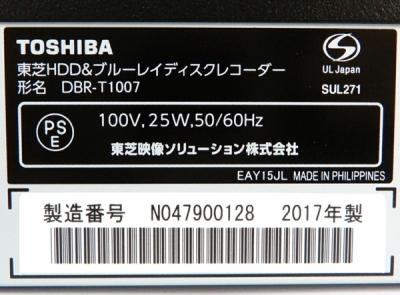 TOSHIBA
東芝HDD&ブルーレイディスクレコーダー
形名 DBR-T1007
UL Japan
SUL271
PS
E
100V, 25W, 50/60Hz
東芝映像ソリューション株式会社
EAY15JL MADE IN PHILIPPINES
製造番号 N047900128 2017年製